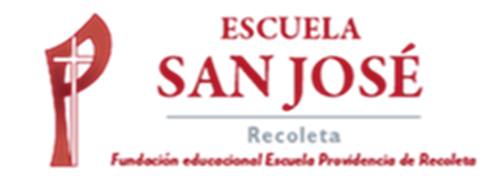 ESCUELA
SAN JOSÉ
Recoleta
Fundación educacional Escuela Providencia de Recoleta